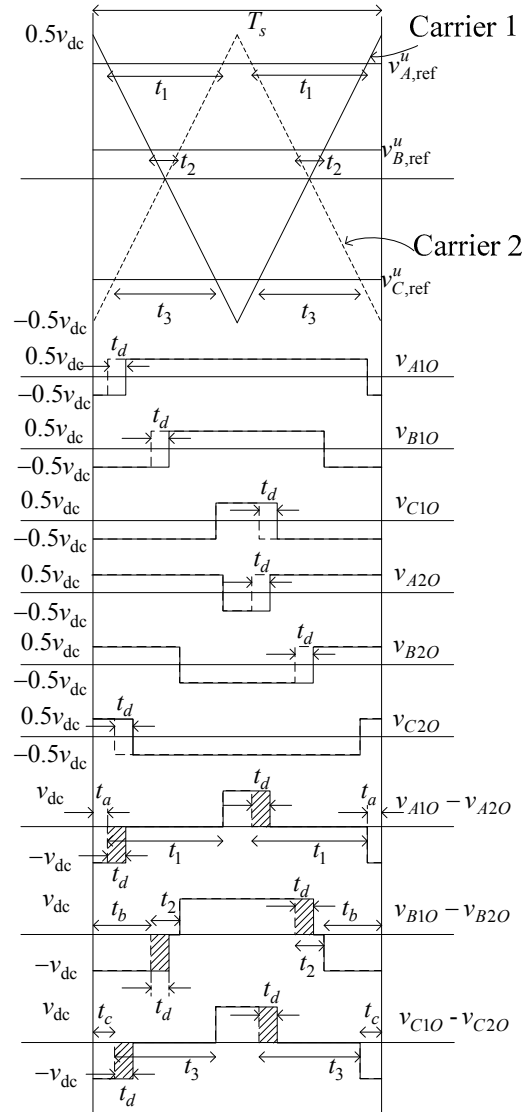 T_s
0.5v_dc
Carrier 1
v^u_A,ref
t_1 t_1
v^u_B,ref
t_2 t_2
Carrier 2
v^u_C,ref
t_3 t_3
−0.5v_dc
0.5v_dc t_d v_A1O
−0.5v_dc
0.5v_dc t_d v_B1O
−0.5v_dc
0.5v_dc t_d v_C1O
−0.5v_dc
0.5v_dc t_d v_A2O
−0.5v_dc
0.5v_dc t_d v_B2O
−0.5v_dc
0.5v_dc t_d v_C2O
−0.5v_dc
v_dc t_a t_d t_a v_A1O − v_A2O
−v_dc t_d t_1 t_1
v_dc t_b t_2 t_d t_b v_B1O − v_B2O
−v_dc t_d t_2
v_dc t_c t_d t_c v_C1O - v_C2O
−v_dc t_d t_3 t_3